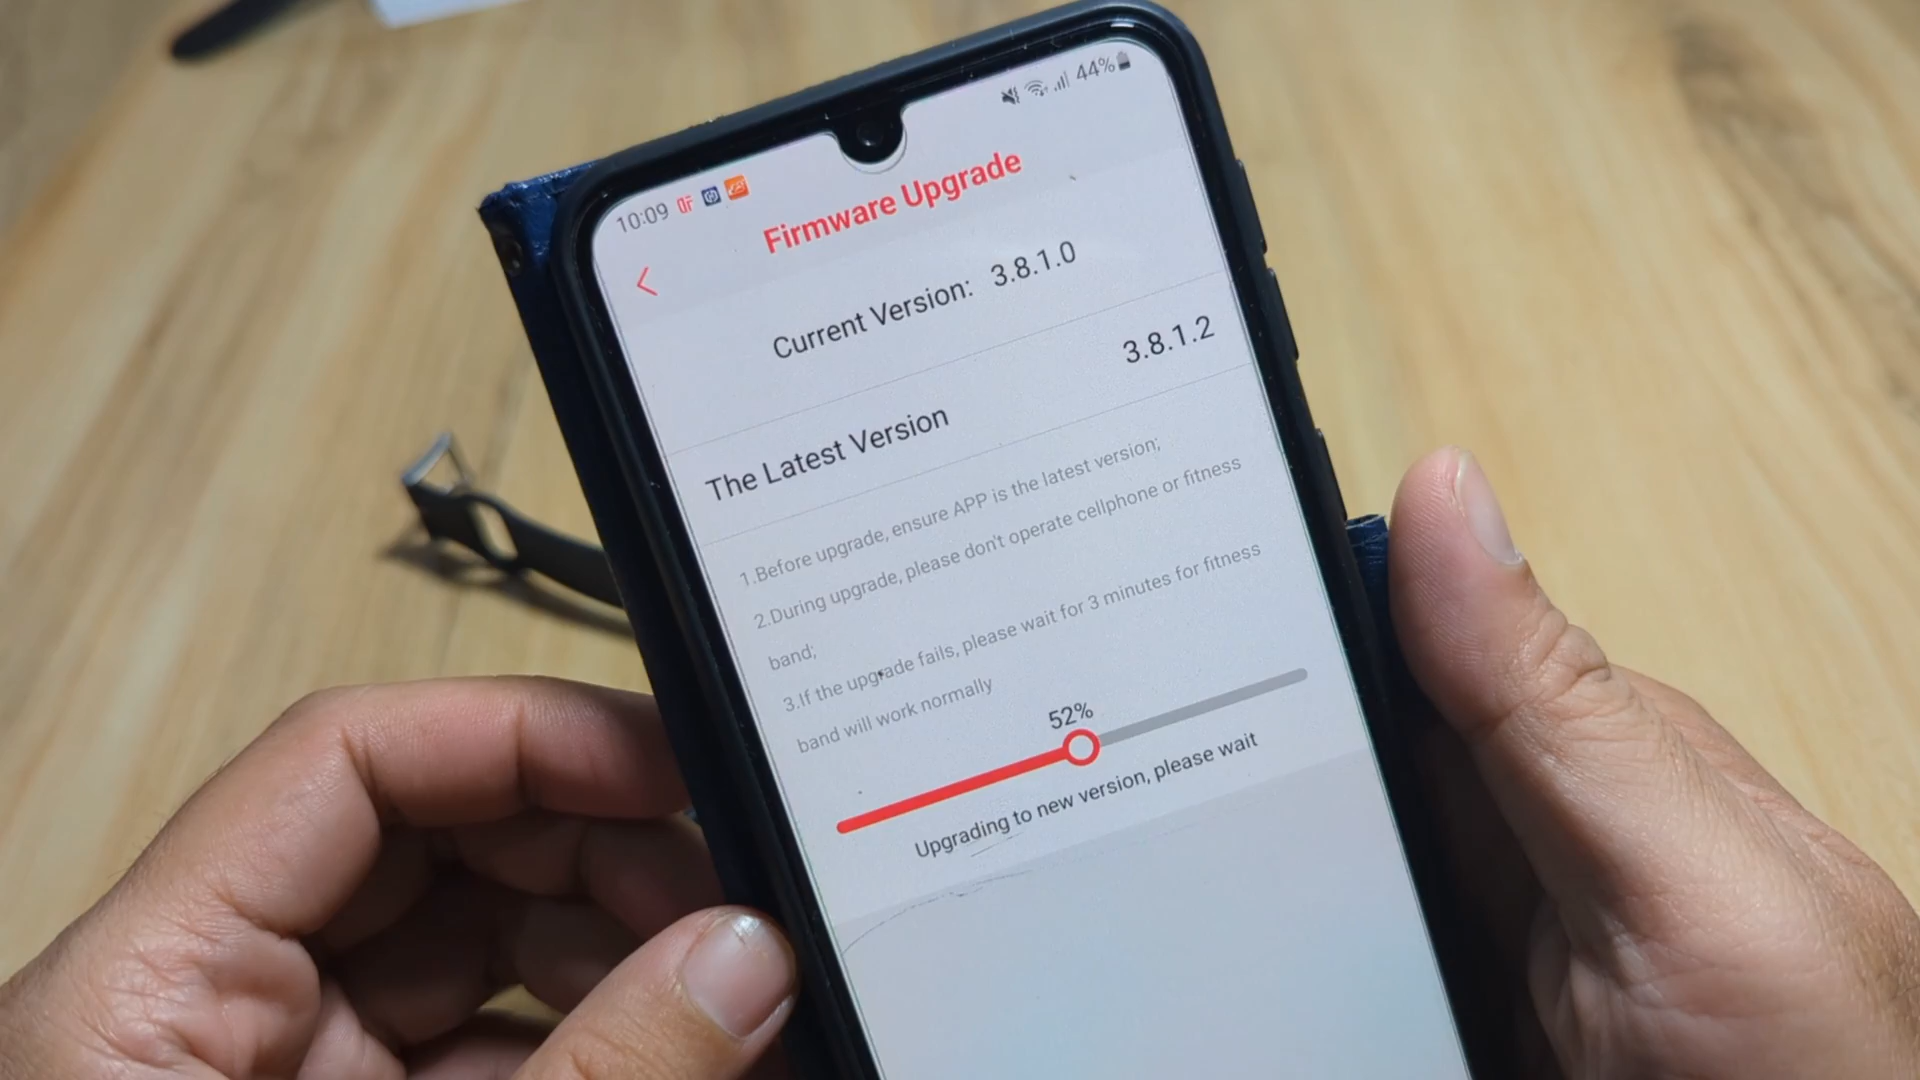 44%
10:09
Firmware Upgrade
Current Version: 3.8.1.0
The Latest Version 3.8.1.2
1.Before upgrade, ensure APP is the latest version;
2.During upgrade, please don't operate cellphone or fitness
band;
3.If the upgrade fails, please wait for 3 minutes for fitness
band will work normally
52%
Upgrading to new version, please wait